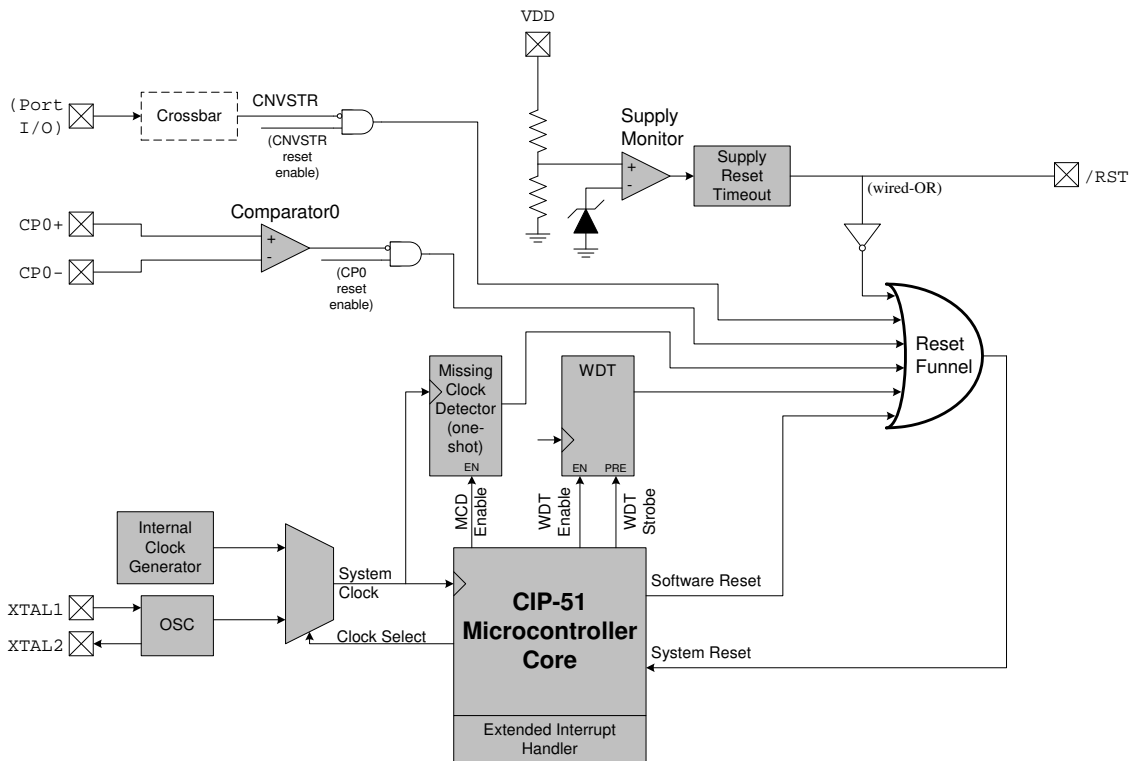 VDD
(Port
I/O)
Crossbar
CNVSTR
(CNVSTR
reset
enable)
Supply
Monitor
+
-
Supply
Reset
Timeout
(wired-OR)
/RST
CP0+
CP0-
Comparator0
+
-
(CP0
reset
enable)
Reset
Funnel
Missing
Clock
Detector
(one-
shot)
EN
WDT
EN PRE
MCD
Enable
WDT
Enable
WDT
Strobe
Internal
Clock
Generator
System
Clock
XTAL1
XTAL2
OSC
Clock Select
CIP-51
Microcontroller
Core
Software Reset
System Reset
Extended Interrupt
Handler